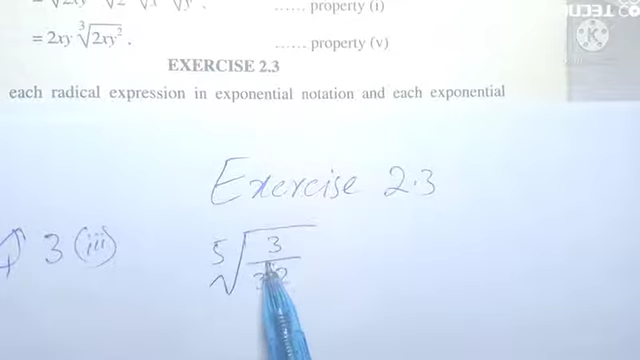 ...... property (i)
= 2xy ∛(2xy²) . ...... property (v)
EXERCISE 2.3
each radical expression in exponential notation and each exponential
Exercise 2.3
3 (iii) ⁵√(3/32)
K